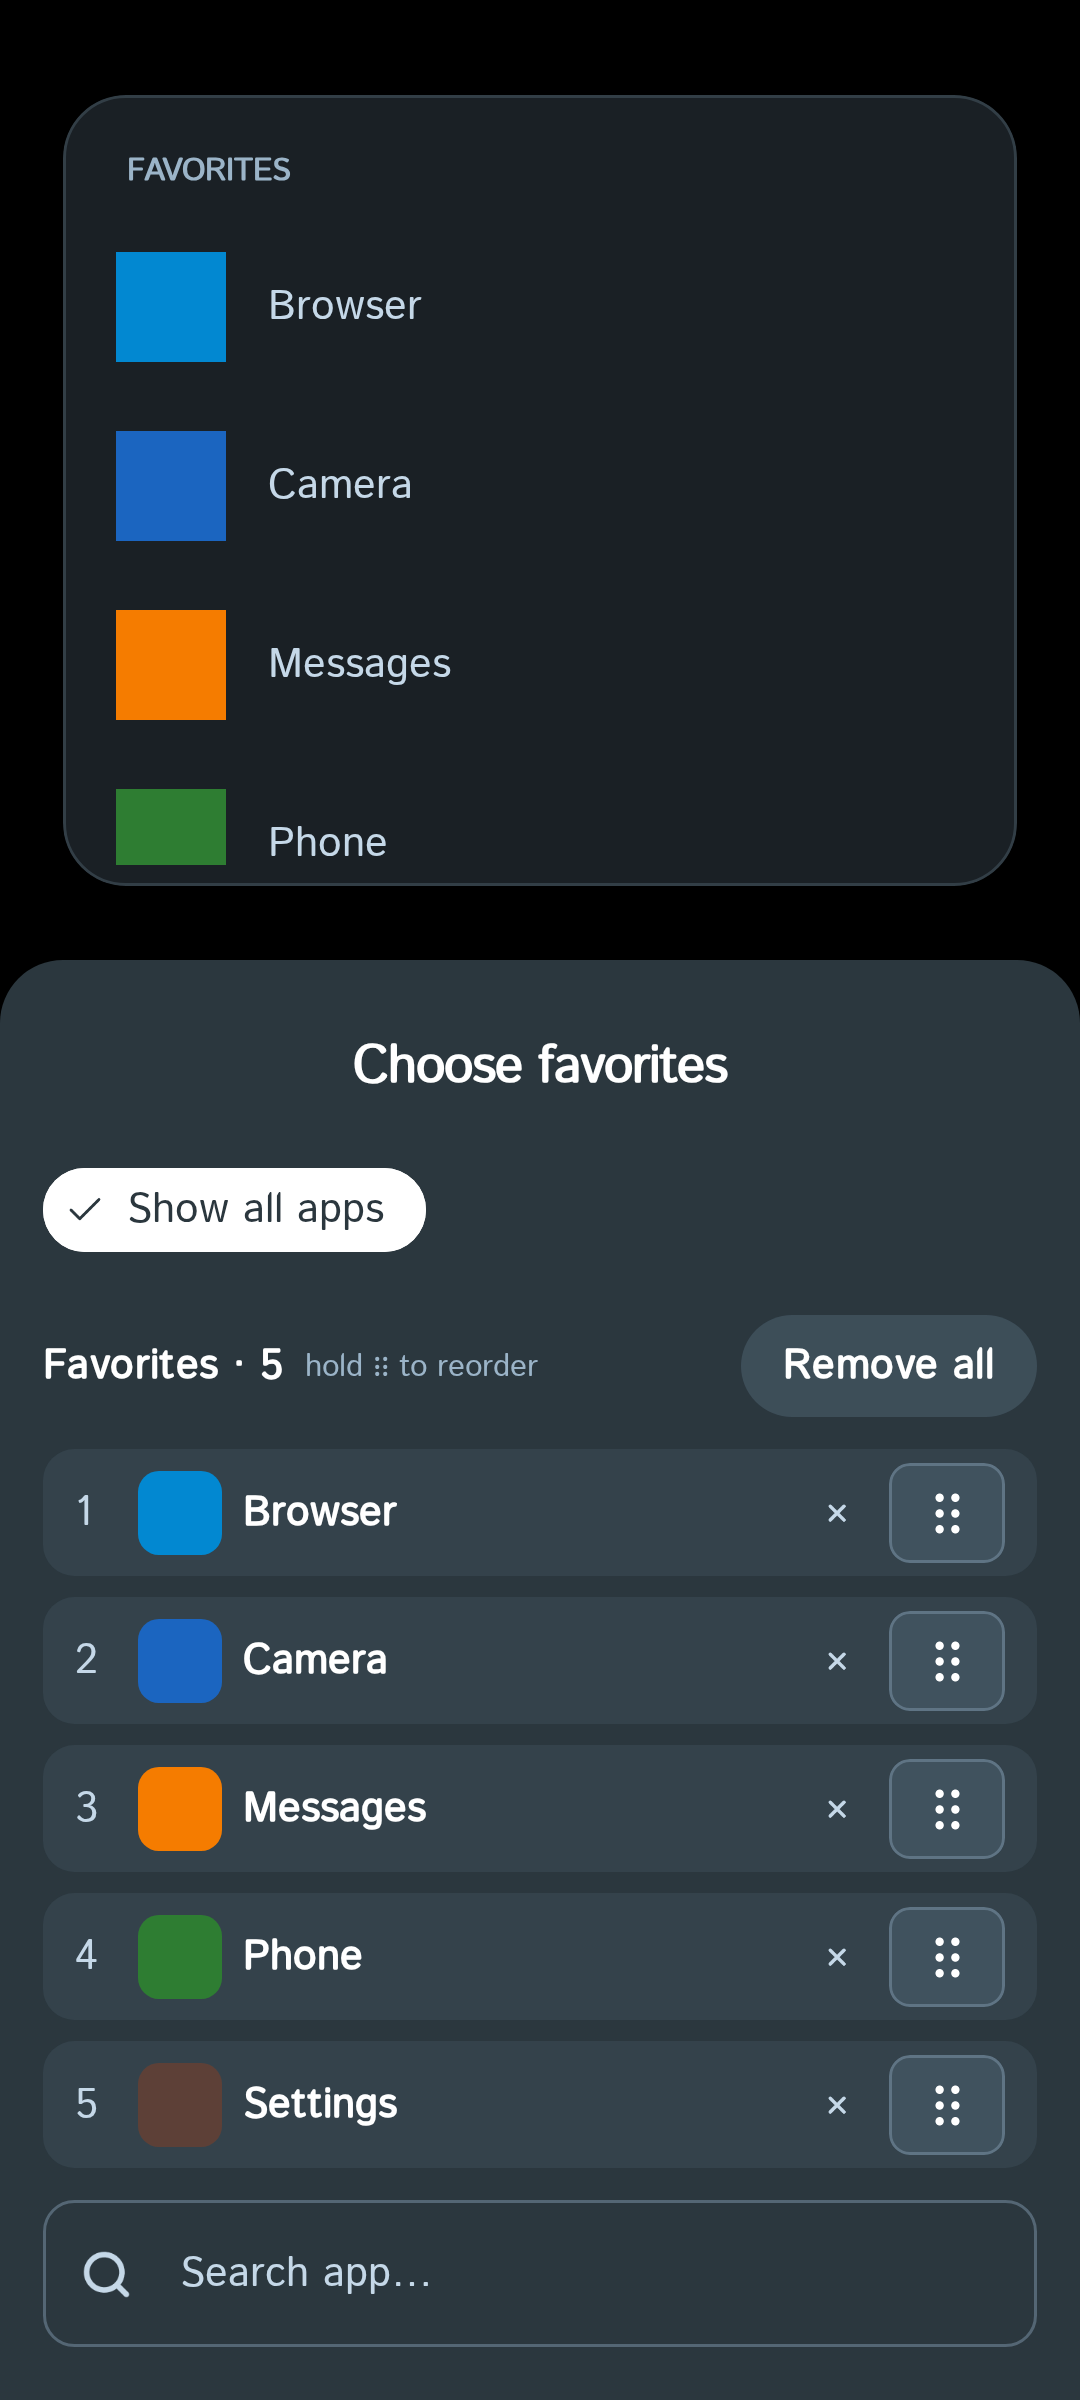 FAVORITES
Browser
Camera
Messages
Phone
Choose favorites
Show all apps
Favorites · 5 hold ⠿ to reorder
Remove all
1 Browser ×
2 Camera ×
3 Messages ×
4 Phone ×
5 Settings ×
Search app...